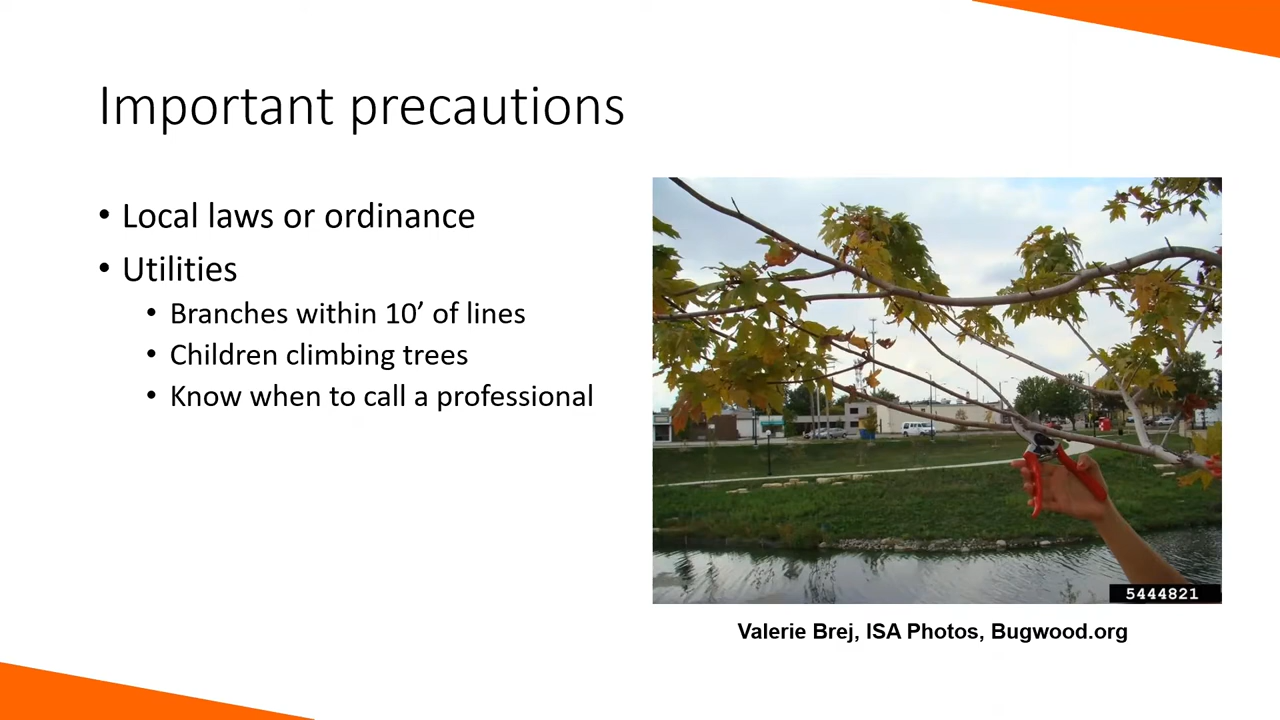 Important precautions
• Local laws or ordinance
• Utilities
• Branches within 10’ of lines
• Children climbing trees
• Know when to call a professional
5444821
Valerie Brej, ISA Photos, Bugwood.org